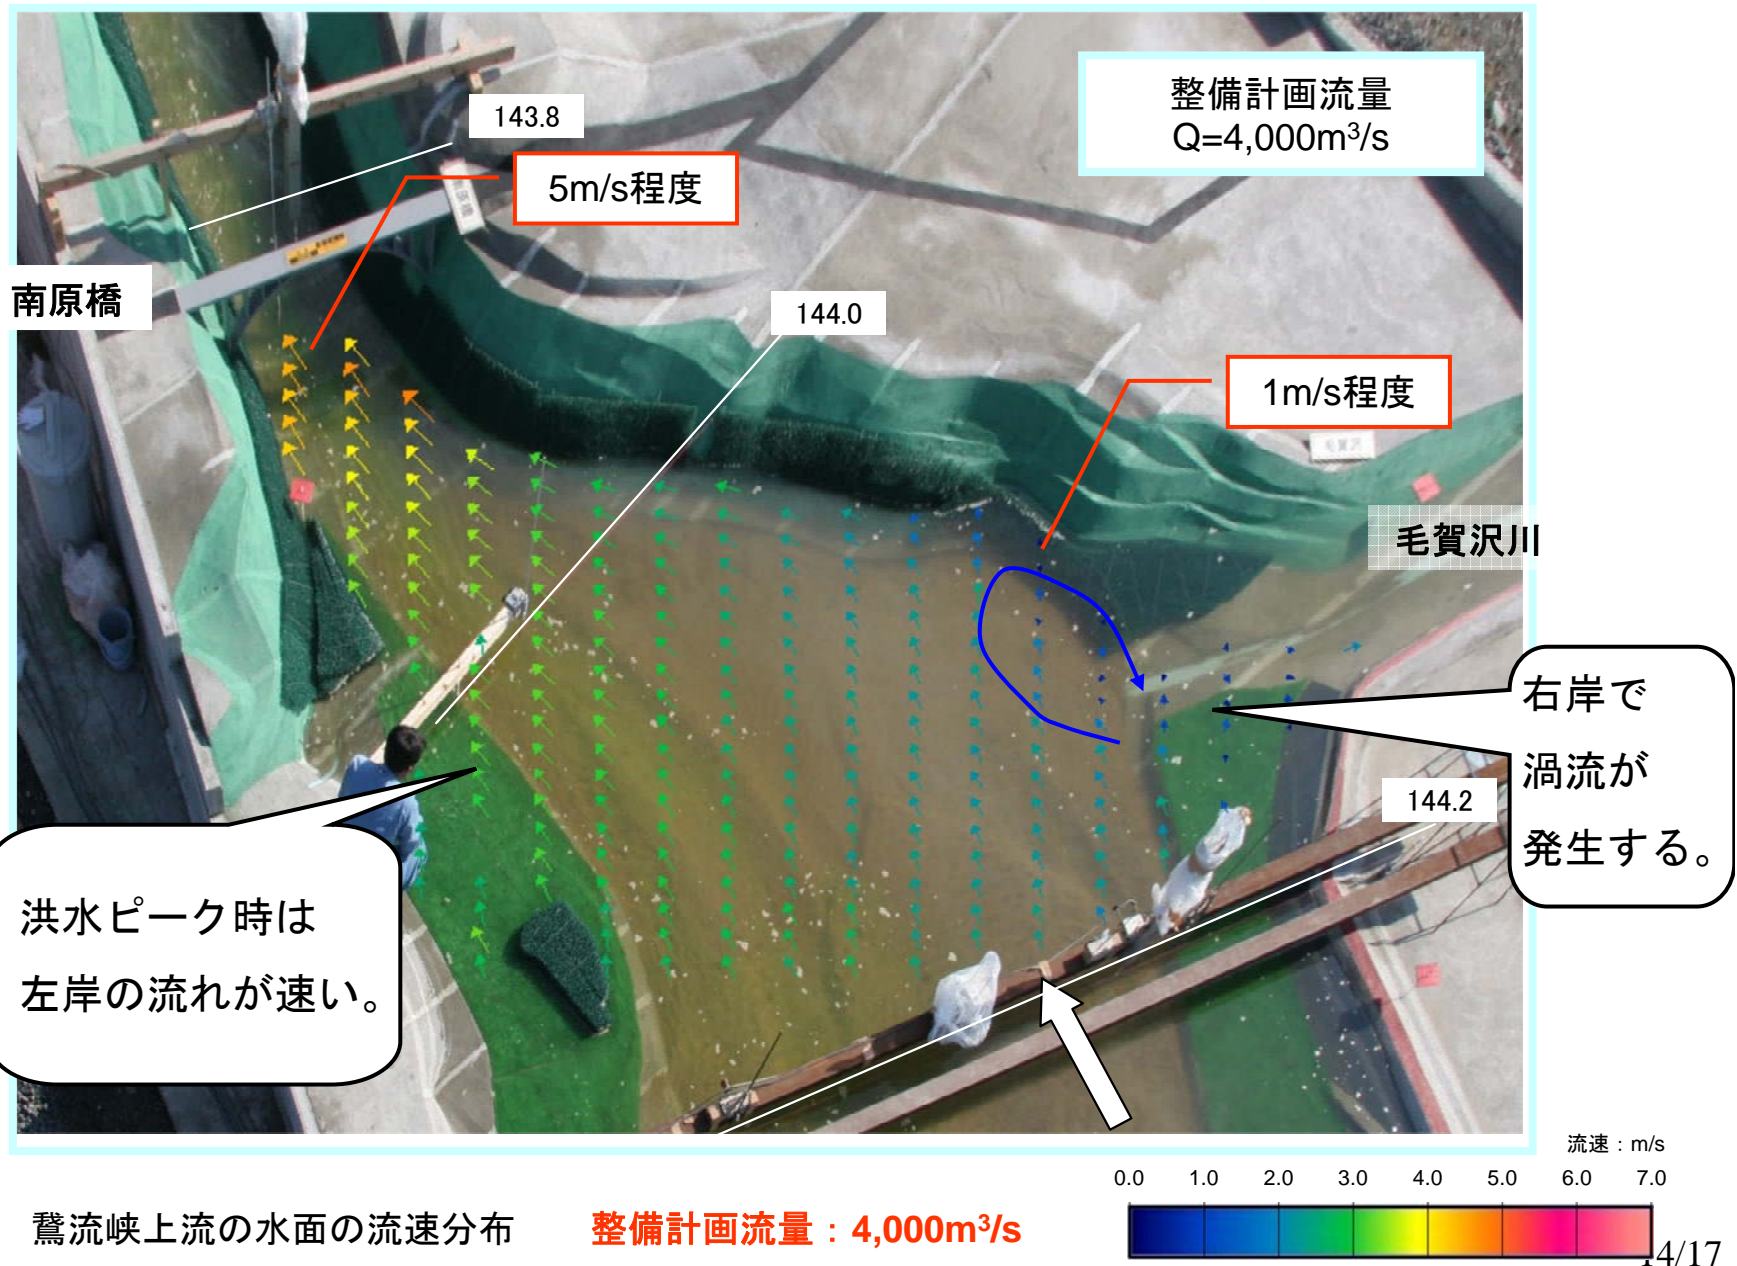 整備計画流量
Q=4,000m³/s
143.8
5m/s程度
南原橋
144.0
1m/s程度
毛賀沢
毛賀沢川
右岸で
渦流が
発生する。
144.2
洪水ピーク時は
左岸の流れが速い。
流速：m/s
0.0 1.0 2.0 3.0 4.0 5.0 6.0 7.0
鵞流峡上流の水面の流速分布
整備計画流量：4,000m³/s
14/17